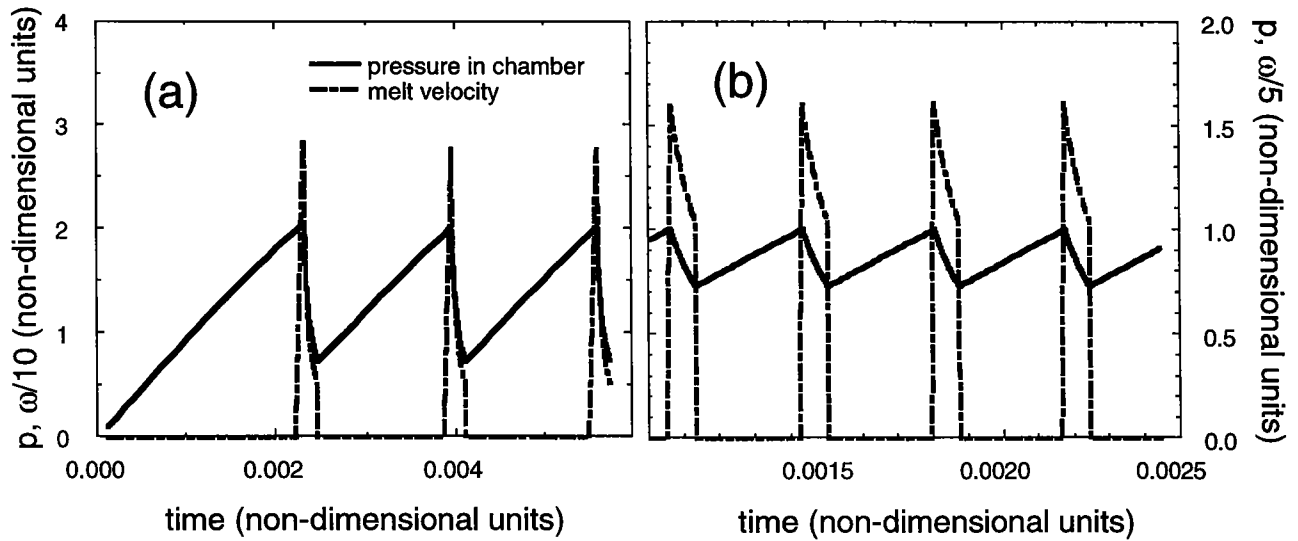 p, ω/10 (non-dimensional units)
4
3
2
1
0
(a)
pressure in chamber
melt velocity
0.000
0.002
0.004
time (non-dimensional units)
(b)
2.0
1.5
1.0
0.5
0.0
p, ω/5 (non-dimensional units)
0.0015
0.0020
0.0025
time (non-dimensional units)